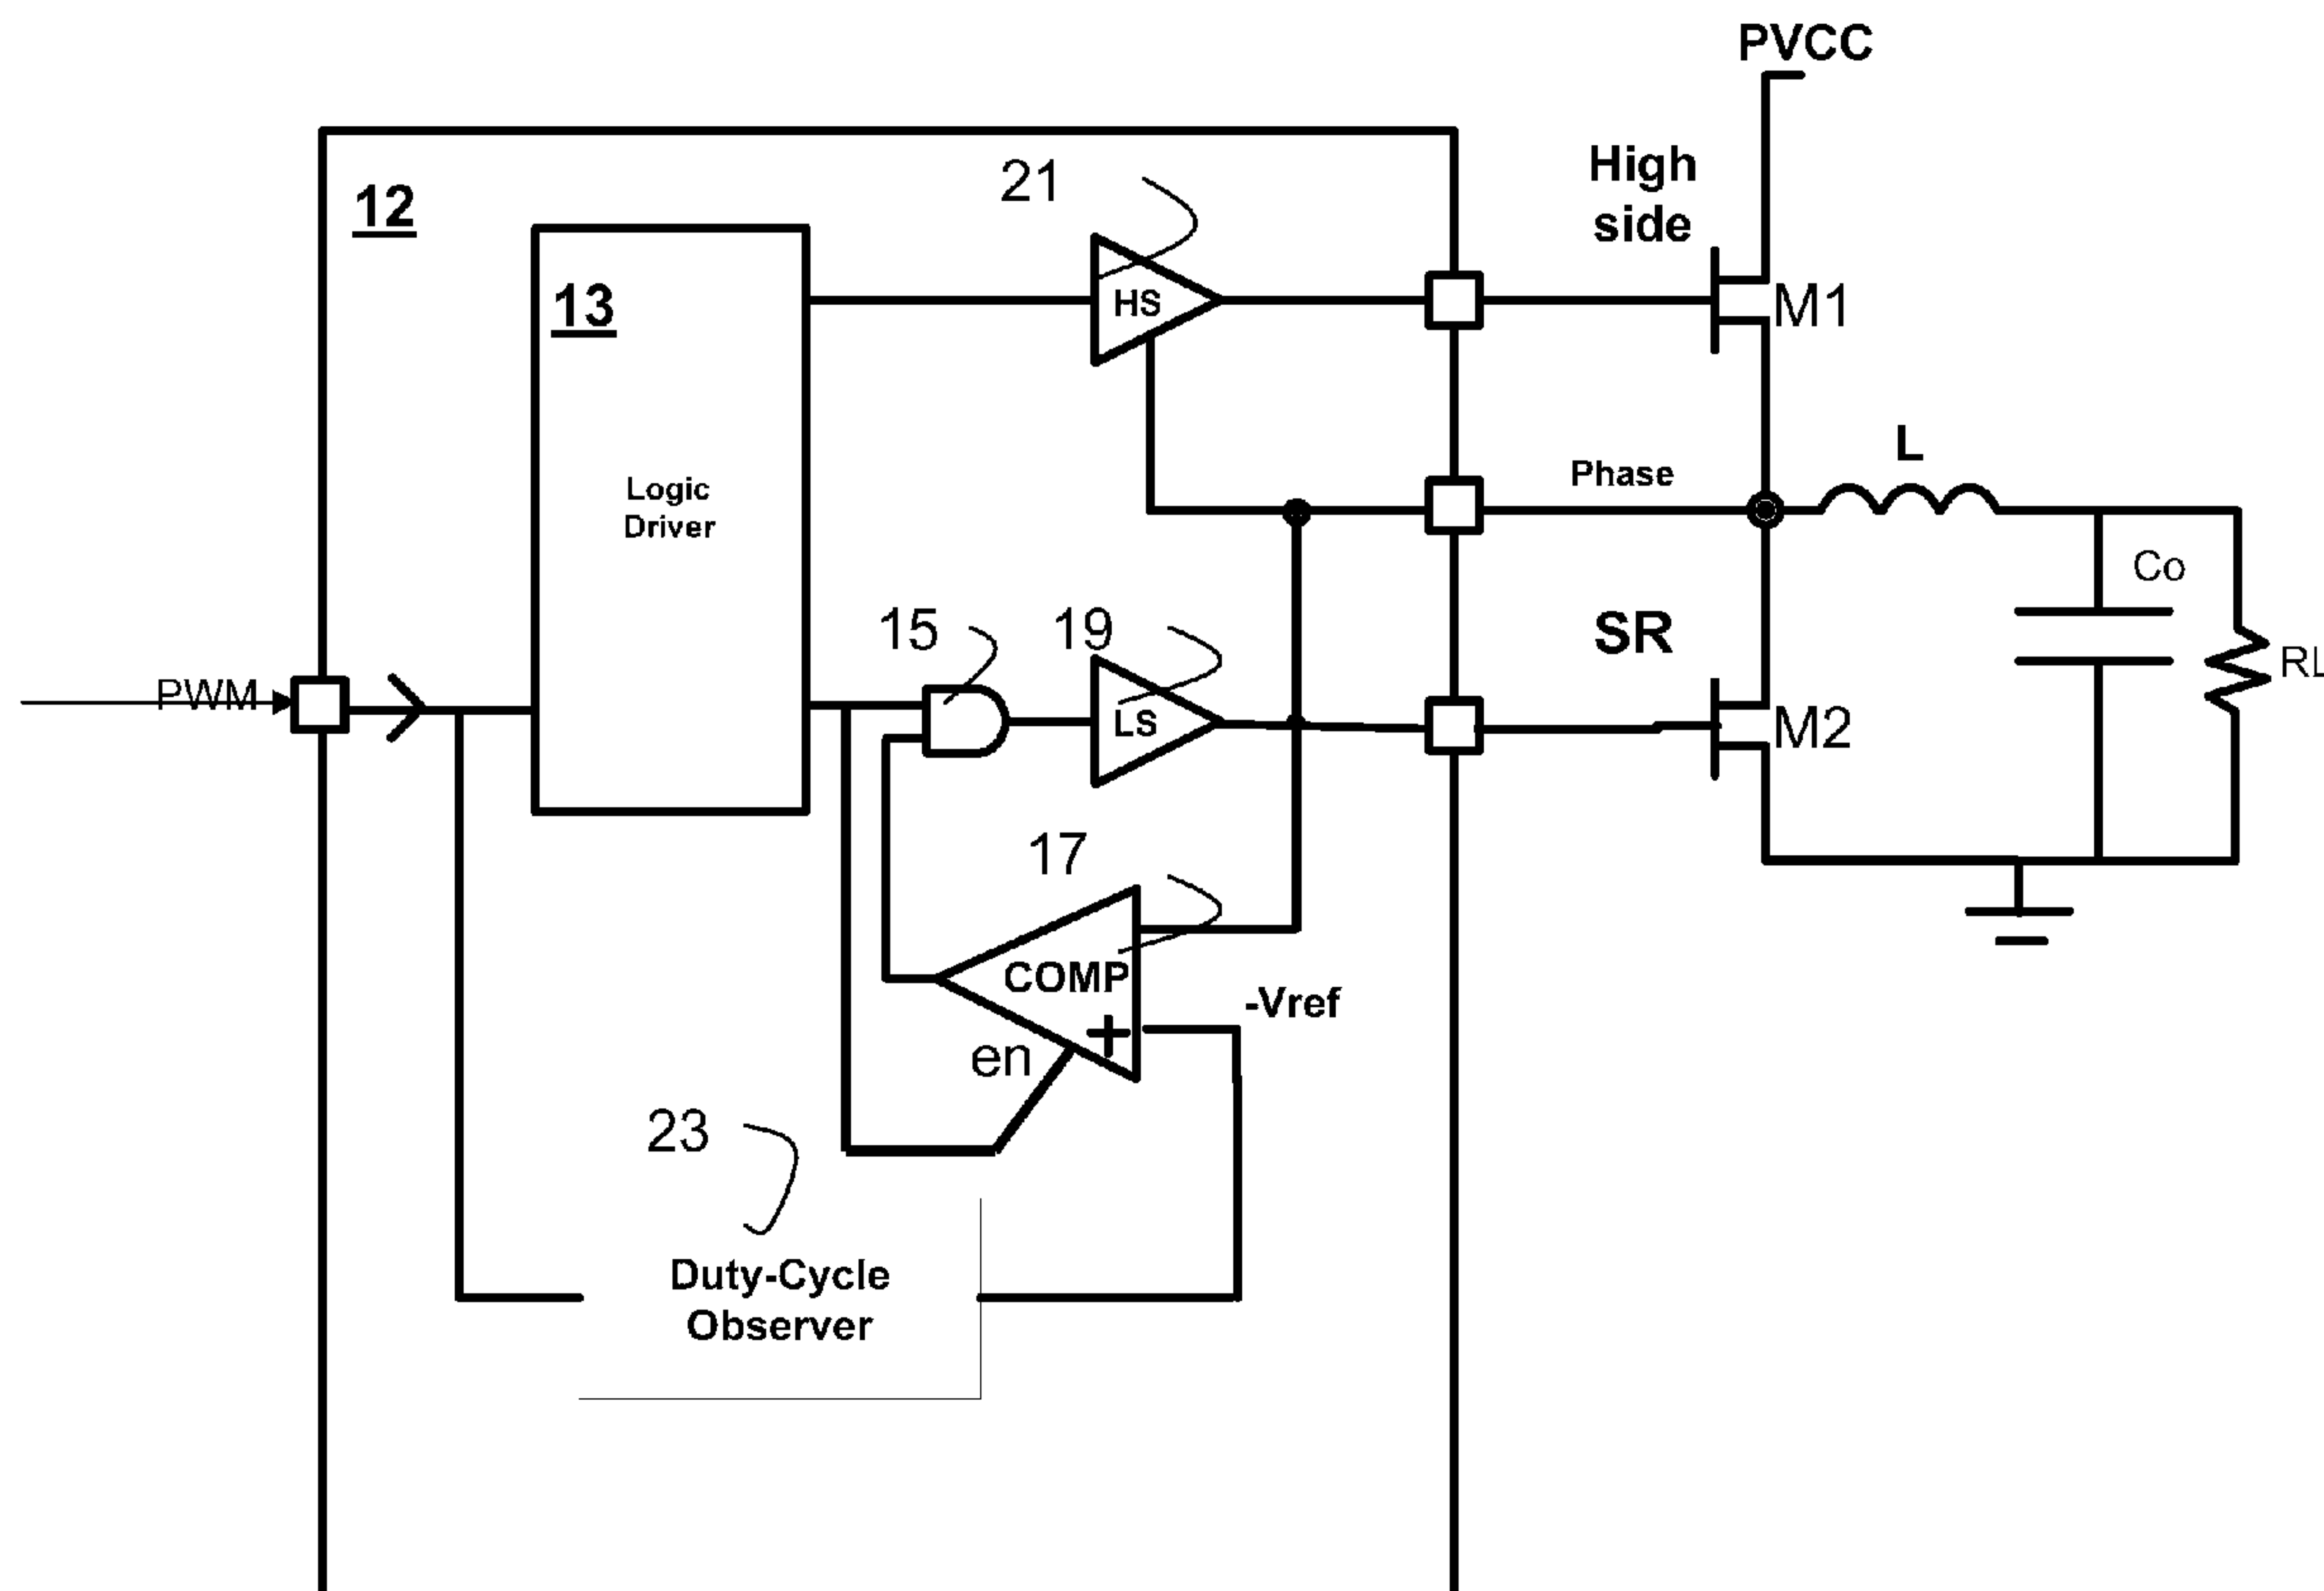 PVCC
High
side
21
12
13
HS
M1
L
Phase
Logic
Driver
Co
15
19
SR
RL
PWM
LS
M2
17
COMP
-Vref
+
en
23
Duty-Cycle
Observer